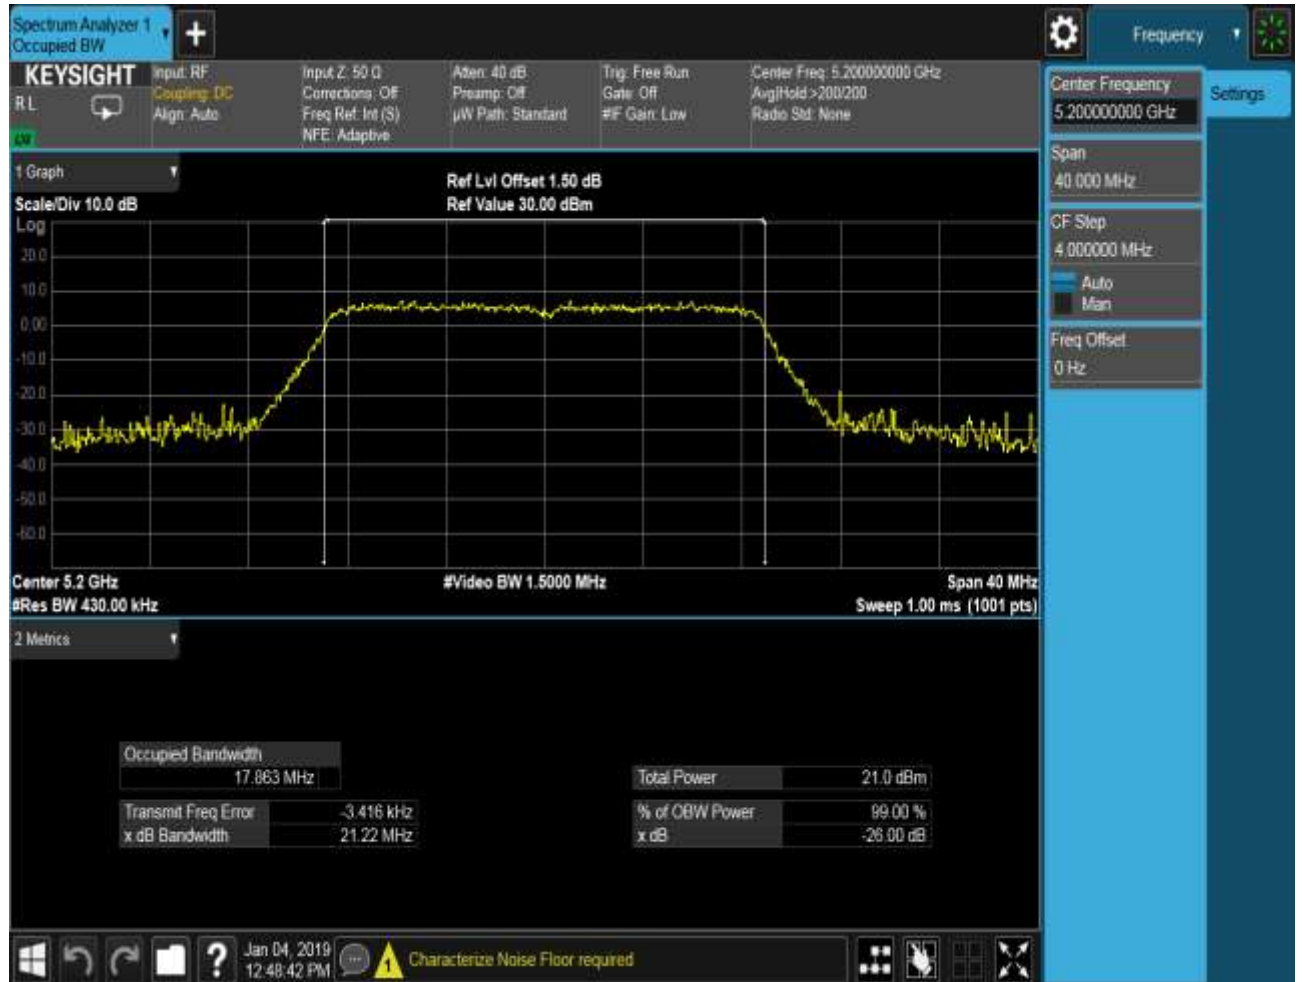 Spectrum Analyzer 1
Occupied BW
Frequency
KEYSIGHT
R L
Input: RF
Coupling: DC
Align: Auto
Input Z: 50 Ω
Corrections: Off
Freq Ref: Int (S)
NFE: Adaptive
Atten: 40 dB
Preamp: Off
µW Path: Standard
Trig: Free Run
Gate: Off
#IF Gain: Low
Center Freq: 5.200000000 GHz
Avg|Hold:>200/200
Radio Std: None
Center Frequency
5.200000000 GHz
Settings
Span
40.000 MHz
CF Step
4.000000 MHz
Auto
Man
Freq Offset
0 Hz
1 Graph
Scale/Div 10.0 dB
Ref Lvl Offset 1.50 dB
Ref Value 30.00 dBm
Log
20.0
10.0
0.00
-10.0
-20.0
-30.0
-40.0
-50.0
-60.0
Center 5.2 GHz
#Video BW 1.5000 MHz
Span 40 MHz
#Res BW 430.00 kHz
Sweep 1.00 ms (1001 pts)
2 Metrics
Occupied Bandwidth
17.863 MHz
Total Power 21.0 dBm
Transmit Freq Error -3.416 kHz
% of OBW Power 99.00 %
x dB Bandwidth 21.22 MHz
x dB -26.00 dB
?
Jan 04, 2019
12:48:42 PM
1
Characterize Noise Floor required